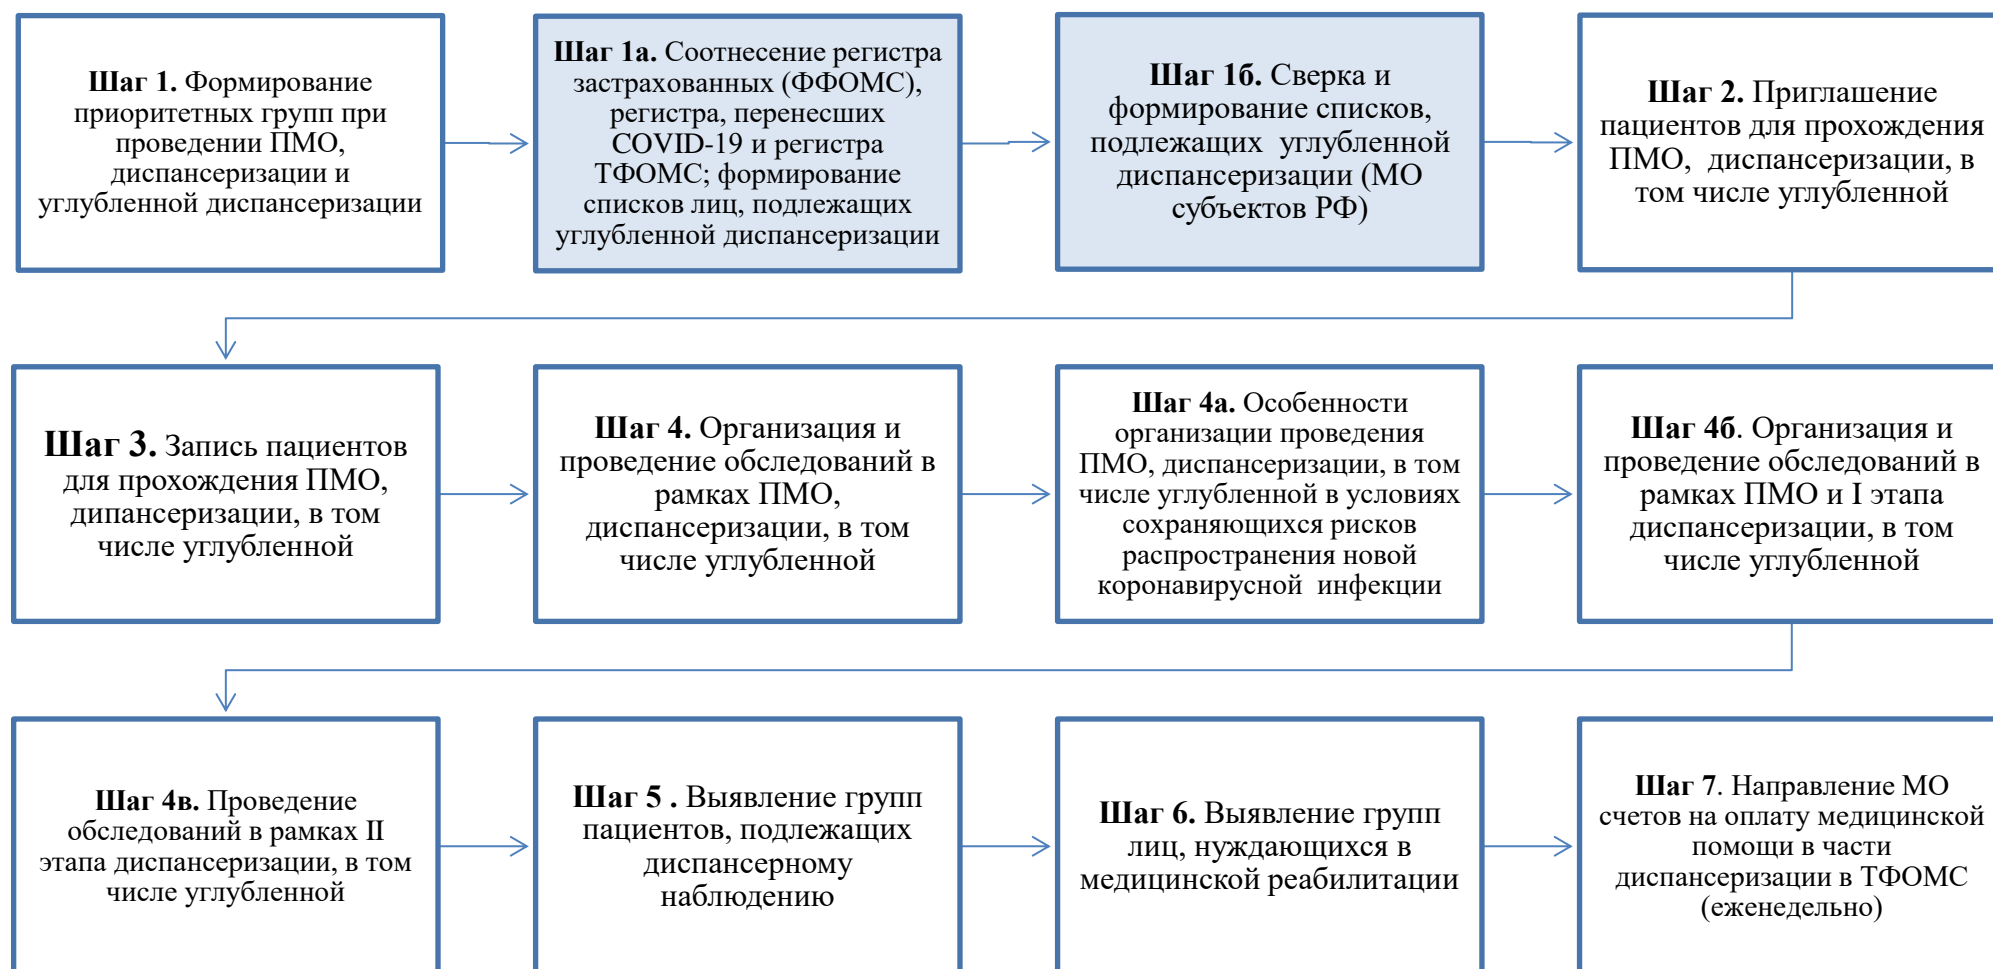 Шаг 1. Формирование
приоритетных групп при
проведении ПМО,
диспансеризации и
углубленной диспансеризации
Шаг 1а. Соотнесение регистра
застрахованных (ФФОМС),
регистра, перенесших
COVID-19 и регистра
ТФОМС; формирование
списков лиц, подлежащих
углубленной диспансеризации
Шаг 1б. Сверка и
формирование списков,
подлежащих углубленной
диспансеризации (МО
субъектов РФ)
Шаг 2. Приглашение
пациентов для прохождения
ПМО, диспансеризации, в
том числе углубленной
Шаг 3. Запись пациентов
для прохождения ПМО,
дипансеризации, в том
числе углубленной
Шаг 4. Организация и
проведение обследований в
рамках ПМО,
диспансеризации, в том
числе углубленной
Шаг 4а. Особенности
организации проведения
ПМО, диспансеризации, в том
числе углубленной в условиях
сохраняющихся рисков
распространения новой
коронавирусной инфекции
Шаг 4б. Организация и
проведение обследований в
рамках ПМО и I этапа
диспансеризации, в том
числе углубленной
Шаг 4в. Проведение
обследований в рамках II
этапа диспансеризации, в том
числе углубленной
Шаг 5 . Выявление групп
пациентов, подлежащих
диспансерному
наблюдению
Шаг 6. Выявление групп
лиц, нуждающихся в
медицинской реабилитации
Шаг 7. Направление МО
счетов на оплату медицинской
помощи в части
диспансеризации в ТФОМС
(еженедельно)